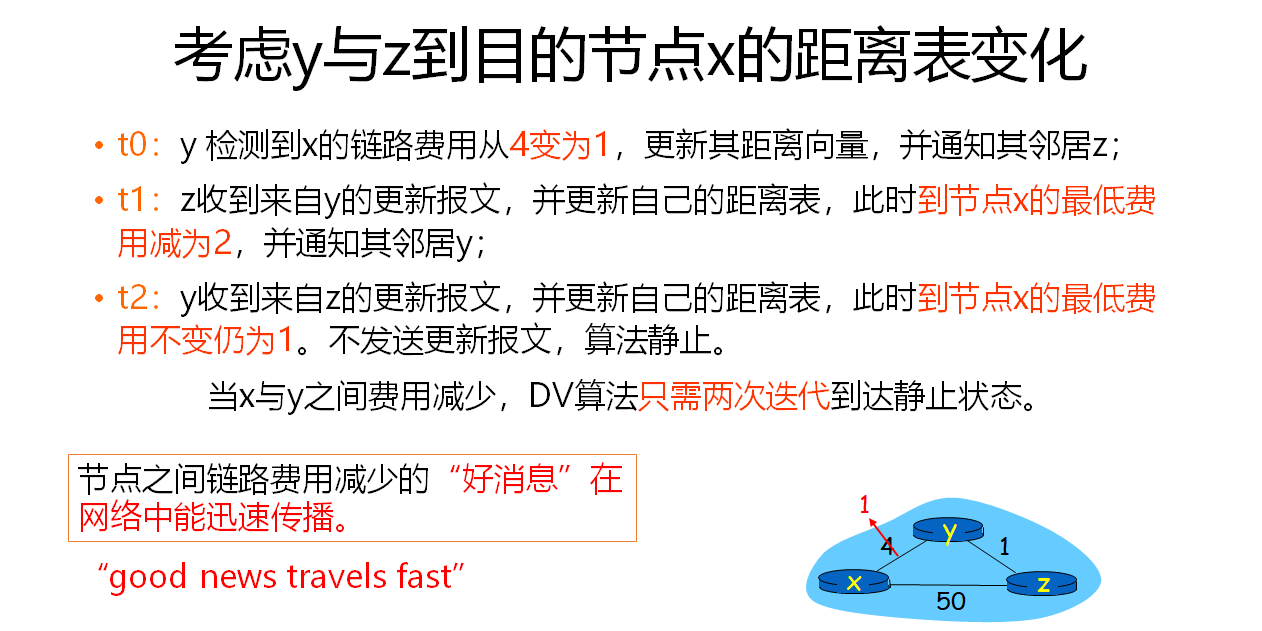 考虑y与z到目的节点x的距离表变化
• t0：y 检测到x的链路费用从4变为1，更新其距离向量，并通知其邻居z；
• t1：z收到来自y的更新报文，并更新自己的距离表，此时到节点x的最低费
用减为2，并通知其邻居y；
• t2：y收到来自z的更新报文，并更新自己的距离表，此时到节点x的最低费
用不变仍为1。不发送更新报文，算法静止。
当x与y之间费用减少，DV算法只需两次迭代到达静止状态。
节点之间链路费用减少的“好消息”在
网络中能迅速传播。
“good news travels fast”
1
y
4
1
x
z
50